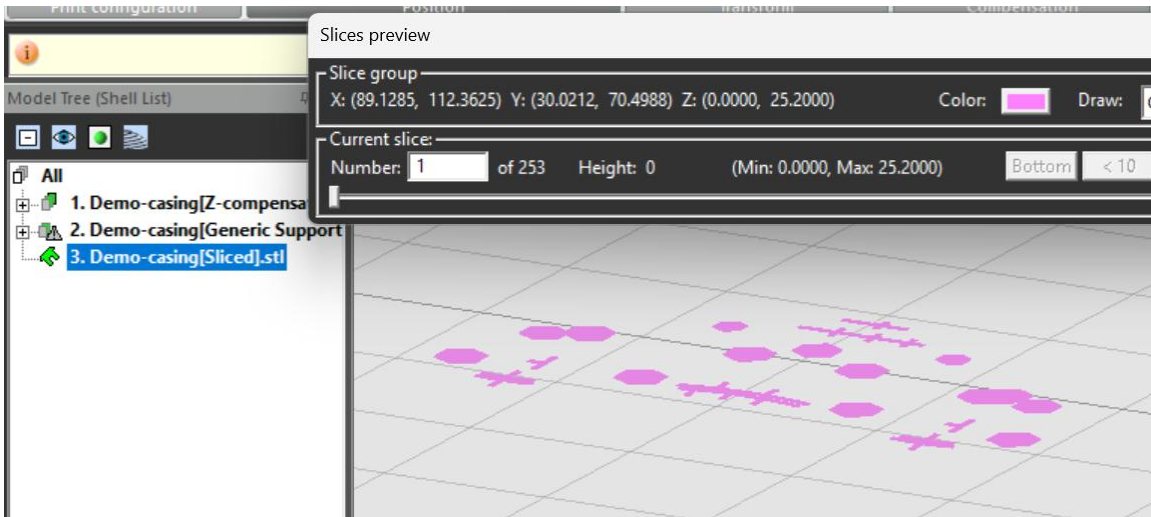 Print configuration
Position
Transform
Compensation
Slices preview
Slice group
X: (89.1285, 112.3625) Y: (30.0212, 70.4988) Z: (0.0000, 25.2000)
Color:
Draw:
Model Tree (Shell List)
Current slice:
Number: 1 of 253
Height: 0
(Min: 0.0000, Max: 25.2000)
Bottom
< 10
All
1. Demo-casing[Z-compensa
2. Demo-casing[Generic Support
3. Demo-casing[Sliced].stl